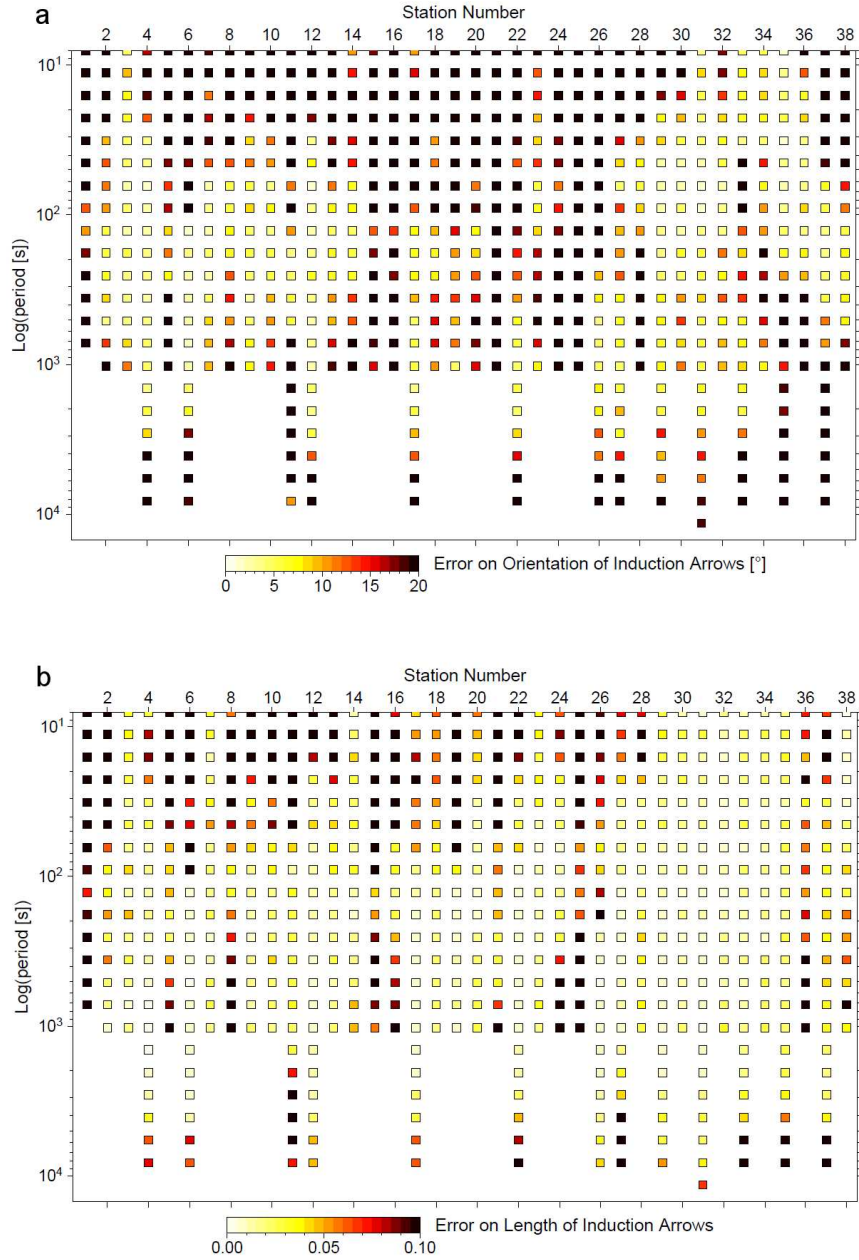 a
Station Number
2 4 6 8 10 12 14 16 18 20 22 24 26 28 30 32 34 36 38
10¹
10²
10³
10⁴
Log(period [s])
0 5 10 15 20
Error on Orientation of Induction Arrows [°]
b
Station Number
2 4 6 8 10 12 14 16 18 20 22 24 26 28 30 32 34 36 38
10¹
10²
10³
10⁴
Log(period [s])
0.00 0.05 0.10
Error on Length of Induction Arrows